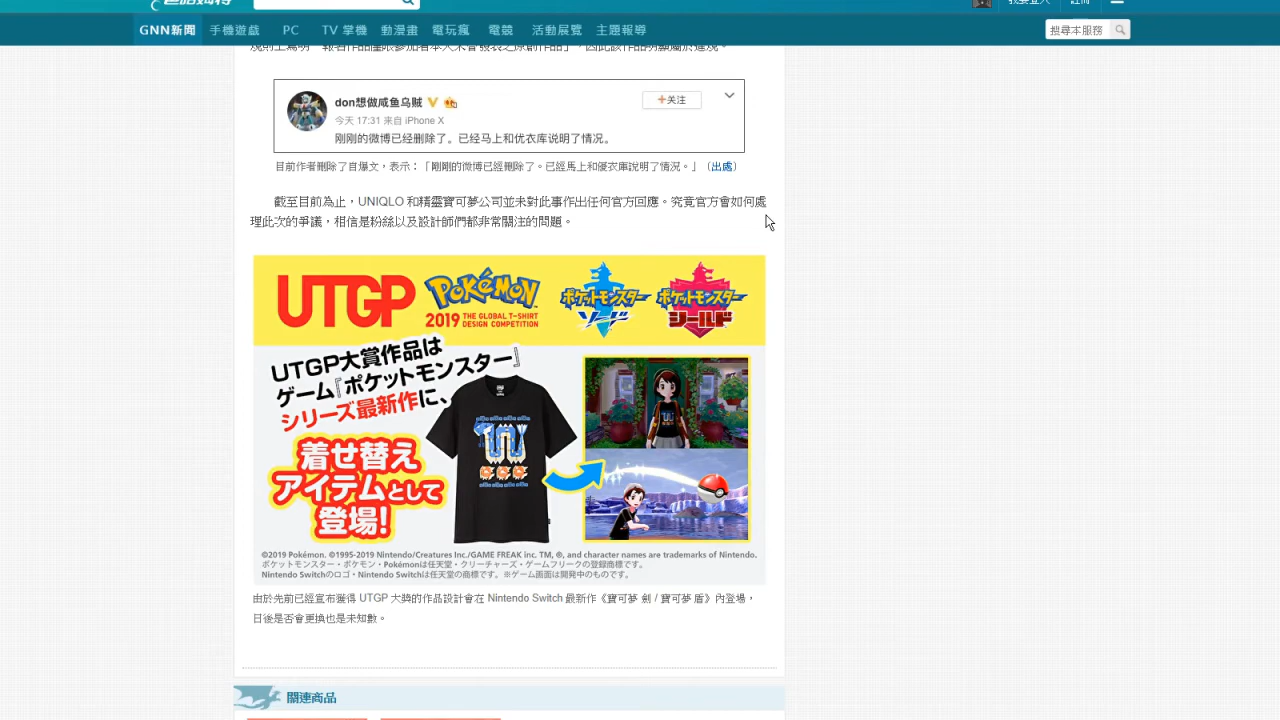 我要登入
註冊
GNN新聞 手機遊戲 PC TV 掌機 動漫畫 電玩瘋 電競 活動展覽 主題報導
搜尋本服務
don想做咸鱼乌贼
+关注
今天 17:31 来自 iPhone X
刚刚的微博已经删除了。已经马上和优衣库说明了情况。
目前作者刪除了自爆文，表示：「剛剛的微博已經刪除了。已經馬上和優衣庫說明了情況。」（出處）
截至目前為止，UNIQLO 和精靈寶可夢公司並未對此事作出任何官方回應。究竟官方會如何處
理此次的爭議，相信是粉絲以及設計師們都非常關注的問題。
UTGP
POKéMON
2019 THE GLOBAL T-SHIRT
DESIGN COMPETITION
ポケットモンスター
ソード
ポケットモンスター
シールド
UTGP大賞作品は
ゲーム『ポケットモンスター』
シリーズ最新作に、
着せ替え
アイテムとして
登場!
©2019 Pokémon. ©1995-2019 Nintendo/Creatures Inc./GAME FREAK inc. TM, ®, and character names are trademarks of Nintendo.
ポケットモンスター・ポケモン・Pokémonは任天堂・クリーチャーズ・ゲームフリークの登録商標です。
Nintendo Switchのロゴ・Nintendo Switchは任天堂の商標です。※ゲーム画面は開発中のものです。
由於先前已經宣布獲得 UTGP 大獎的作品設計會在 Nintendo Switch 最新作《寶可夢 劍 / 寶可夢 盾》內登場，
日後是否會更換也是未知數。
關連商品